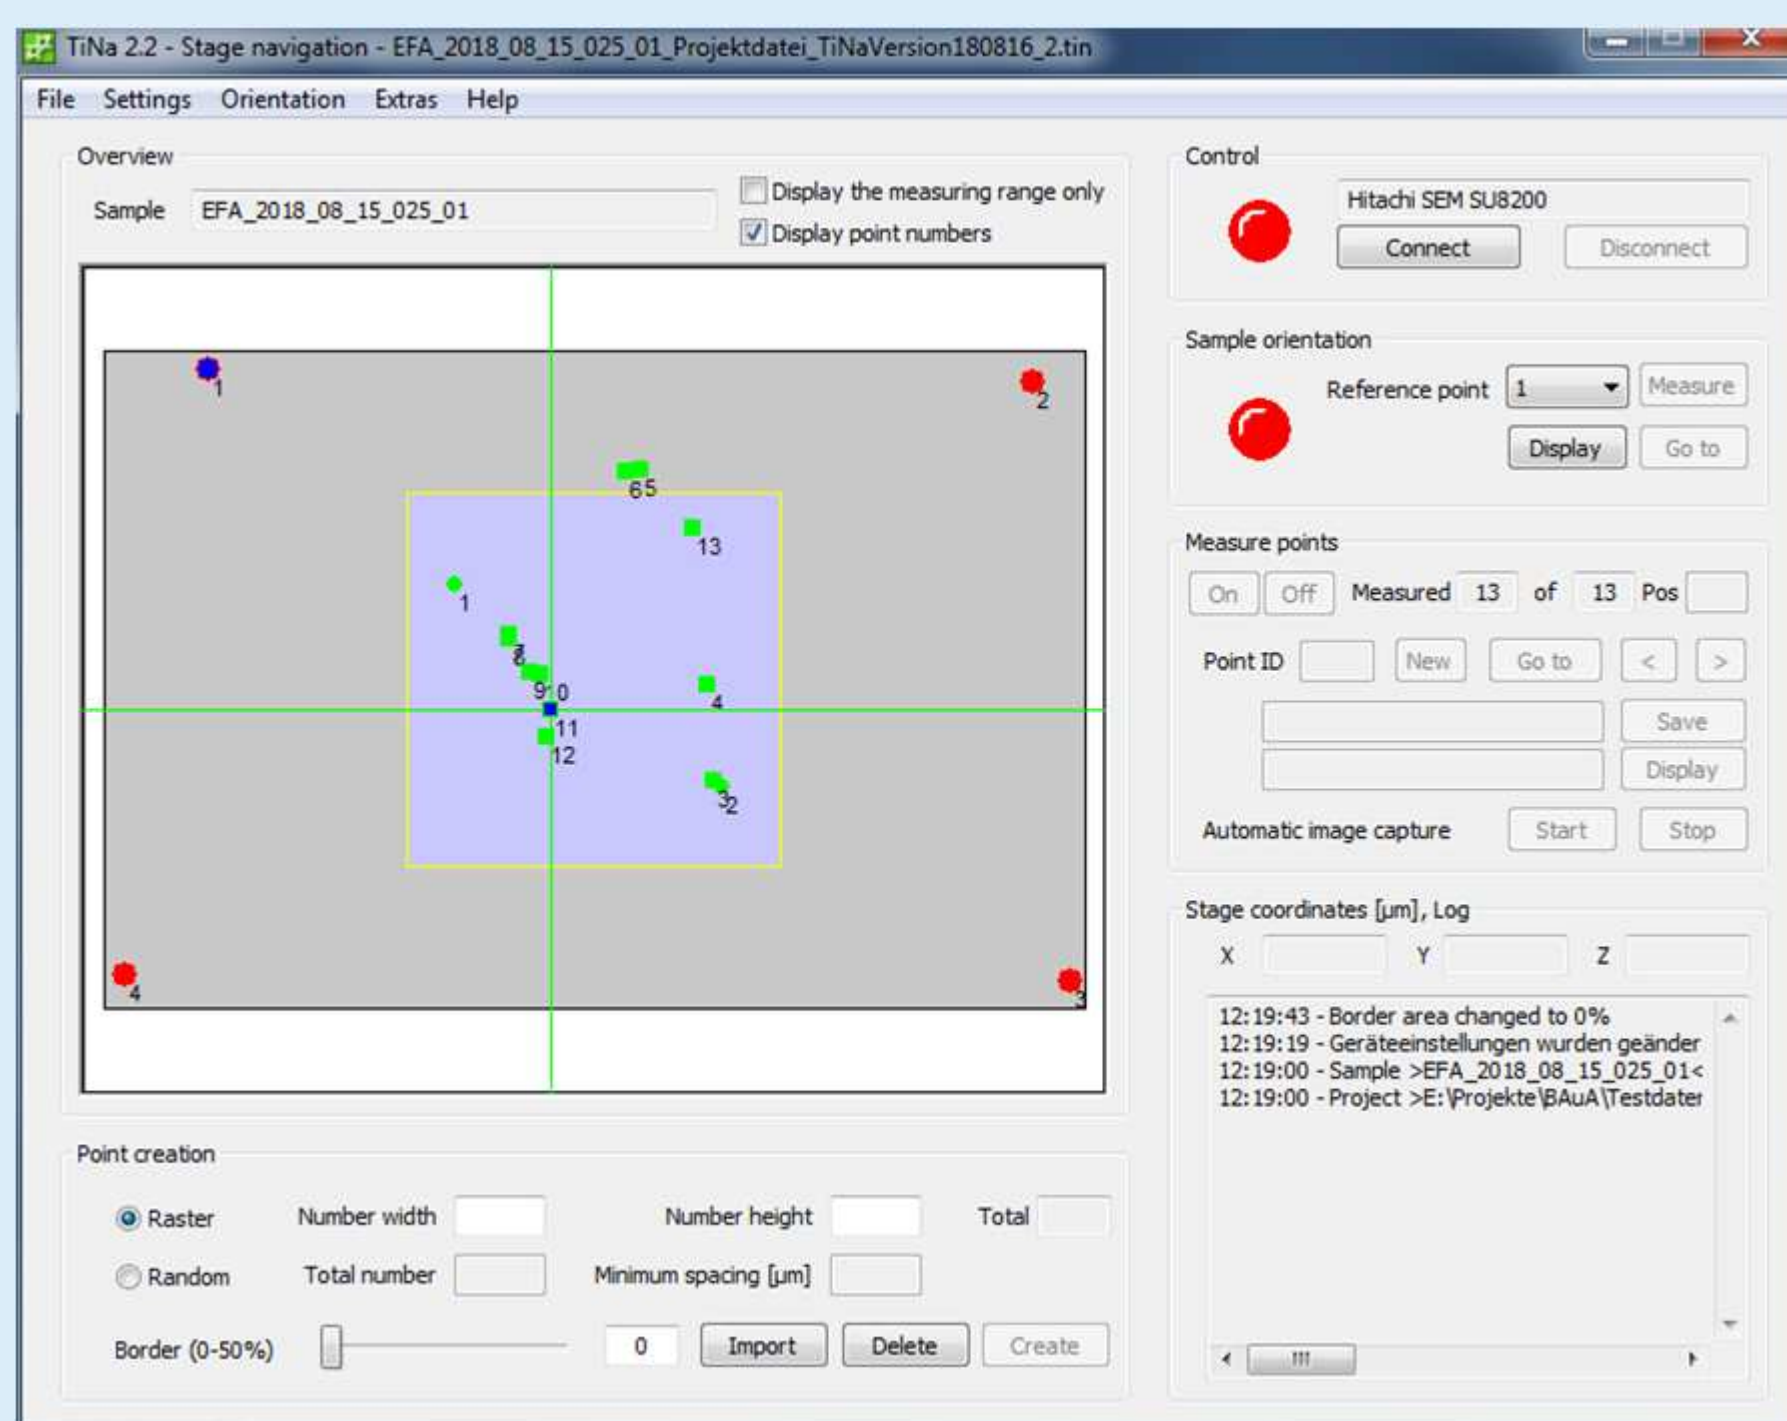 TiNa 2.2 - Stage navigation - EFA_2018_08_15_025_01_Projektdatei_TiNaVersion180816_2.tin
File Settings Orientation Extras Help
Overview
Sample EFA_2018_08_15_025_01
Display the measuring range only
Display point numbers
1
2
6 5
13
1
7
8
9 10
4
11
12
3 2
4
3
Point creation
Raster Number width Number height Total
Random Total number Minimum spacing [µm]
Border (0-50%) 0 Import Delete Create
Control
Hitachi SEM SU8200
Connect Disconnect
Sample orientation
Reference point 1 Measure
Display Go to
Measure points
On Off Measured 13 of 13 Pos
Point ID New Go to < >
Save
Display
Automatic image capture Start Stop
Stage coordinates [µm], Log
X Y Z
12:19:43 - Border area changed to 0%
12:19:19 - Geräteeinstellungen wurden geänder
12:19:00 - Sample >EFA_2018_08_15_025_01<
12:19:00 - Project >E:\Projekte\BAuA\Testdater